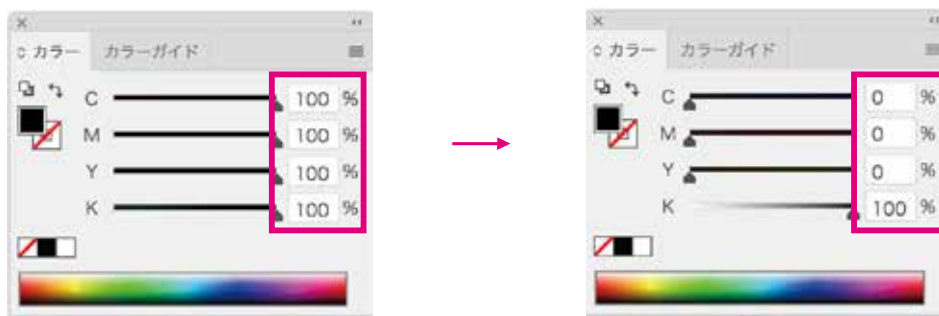 カラー カラーガイド
C 100 %
M 100 %
Y 100 %
K 100 %
カラー カラーガイド
C 0 %
M 0 %
Y 0 %
K 100 %